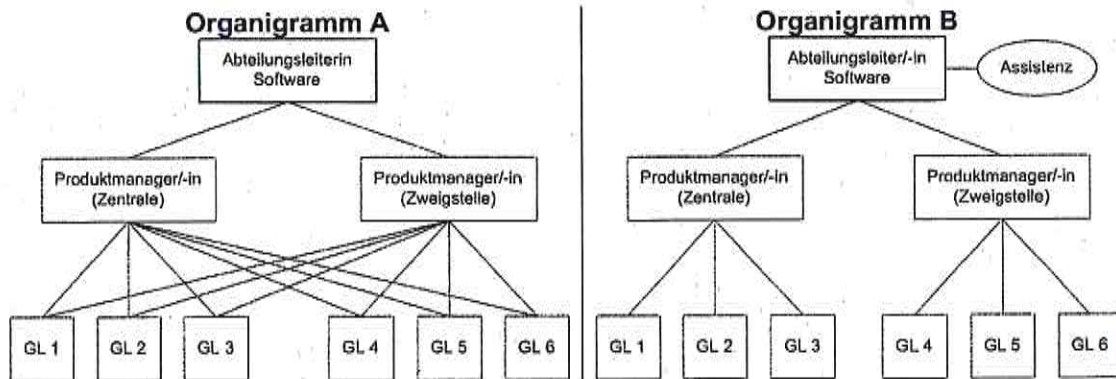 Organigramm A
Abteilungsleiterin
Software
Produktmanager/-in
(Zentrale)
Produktmanager/-in
(Zweigstelle)
GL 1
GL 2
GL 3
GL 4
GL 5
GL 6
Organigramm B
Abteilungsleiter/-in
Software
Assistenz
Produktmanager/-in
(Zentrale)
Produktmanager/-in
(Zweigstelle)
GL 1
GL 2
GL 3
GL 4
GL 5
GL 6